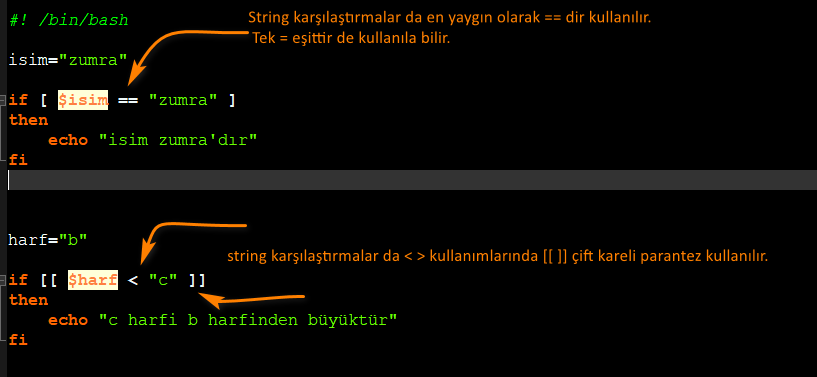 #! /bin/bash
String karşılaştırmalar da en yaygın olarak == dir kullanılır.
Tek = eşittir de kullanıla bilir.
isim="zumra"
if [ $isim == "zumra" ]
then
echo "isim zumra'dır"
fi
harf="b"
string karşılaştırmalar da < > kullanımlarında [[ ]] çift kareli parantez kullanılır.
if [[ $harf < "c" ]]
then
echo "c harfi b harfinden büyüktür"
fi